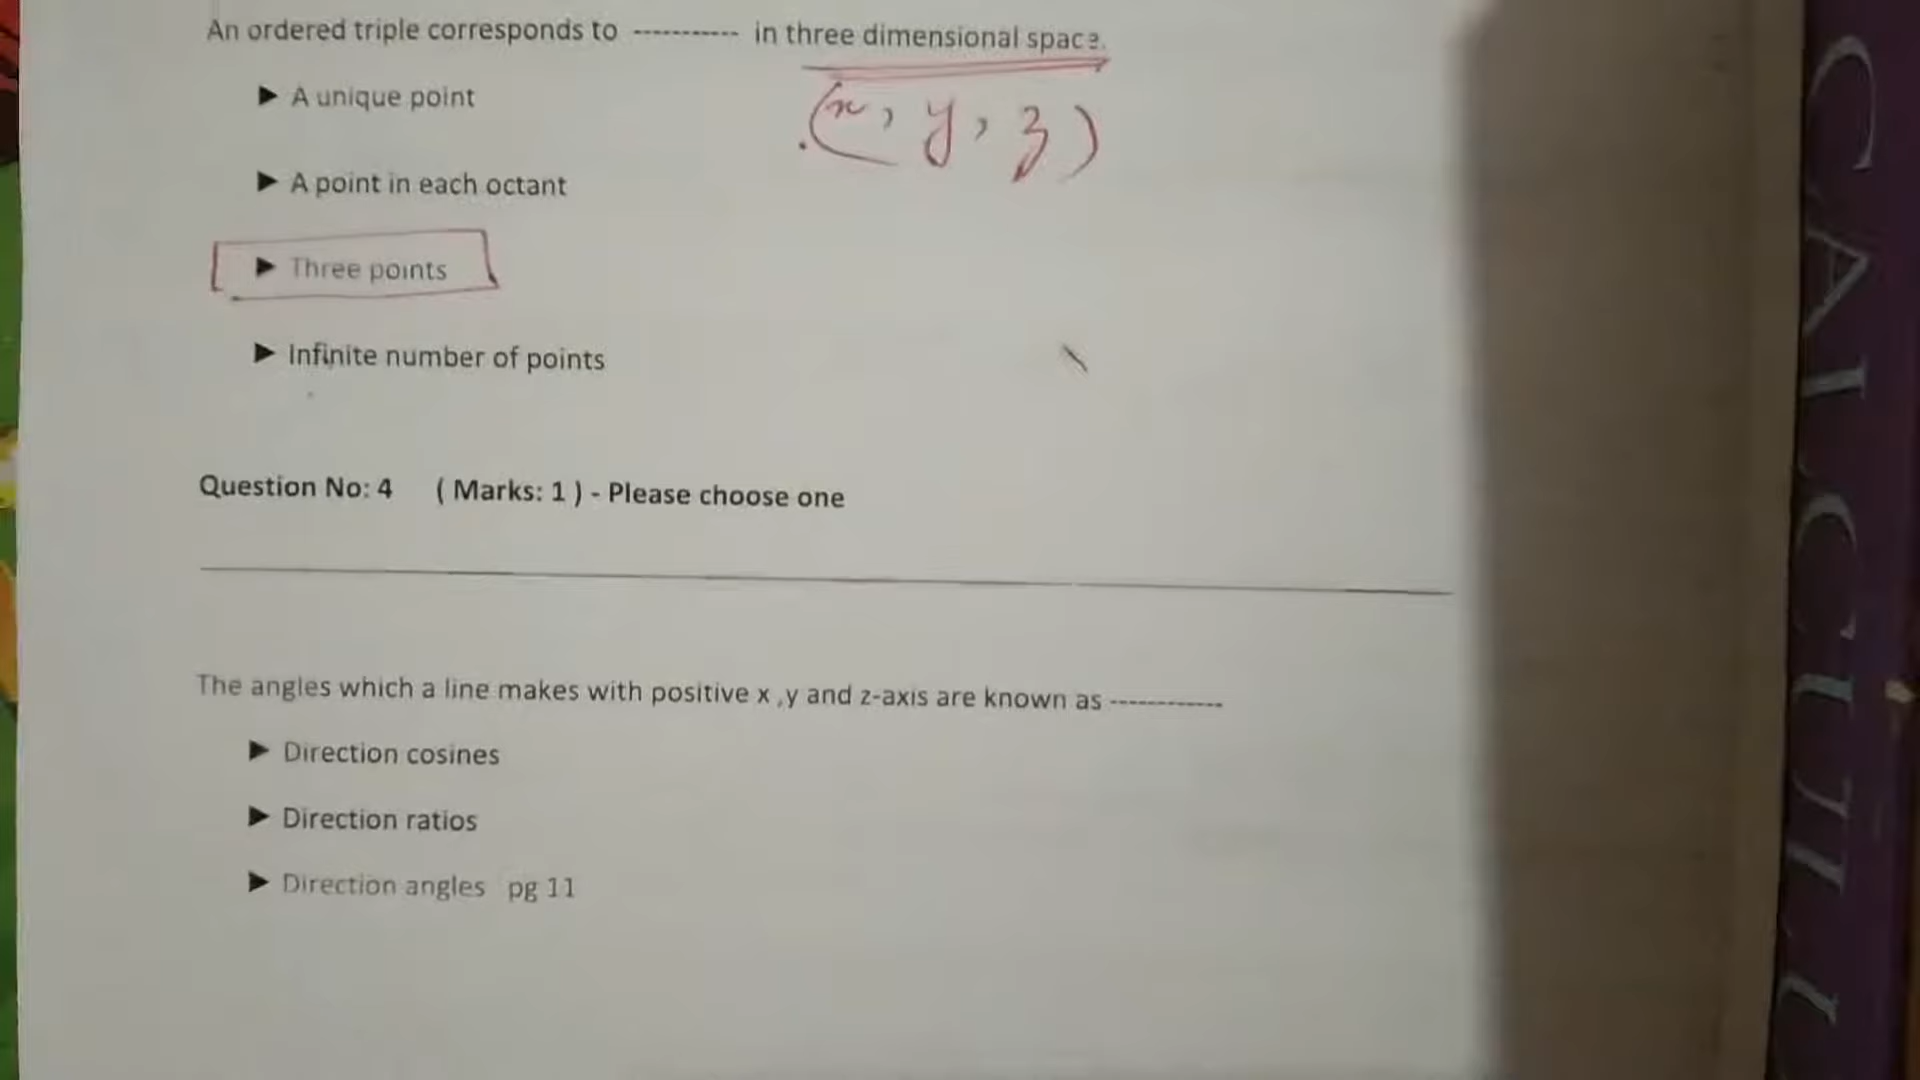 An ordered triple corresponds to ----------- in three dimensional space.
► A unique point
(x, y, z)
► A point in each octant
► Three points
► Infinite number of points
Question No: 4 ( Marks: 1 ) - Please choose one
The angles which a line makes with positive x ,y and z-axis are known as ------------
► Direction cosines
► Direction ratios
► Direction angles pg 11